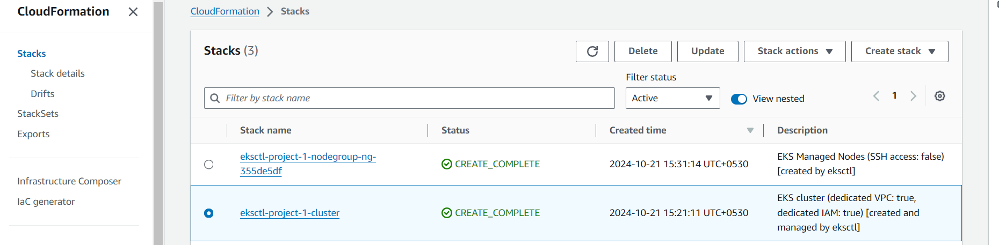 CloudFormation
Stacks
Stack details
Drifts
StackSets
Exports
Infrastructure Composer
IaC generator
CloudFormation > Stacks
Stacks (3)
Delete
Update
Stack actions
Create stack
Filter status
Filter by stack name
Active
View nested
1
Stack name Status Created time Description
eksctl-project-1-nodegroup-ng-
355de5df
CREATE_COMPLETE
2024-10-21 15:31:14 UTC+0530
EKS Managed Nodes (SSH access: false)
[created by eksctl]
eksctl-project-1-cluster
CREATE_COMPLETE
2024-10-21 15:21:11 UTC+0530
EKS cluster (dedicated VPC: true,
dedicated IAM: true) [created and
managed by eksctl]